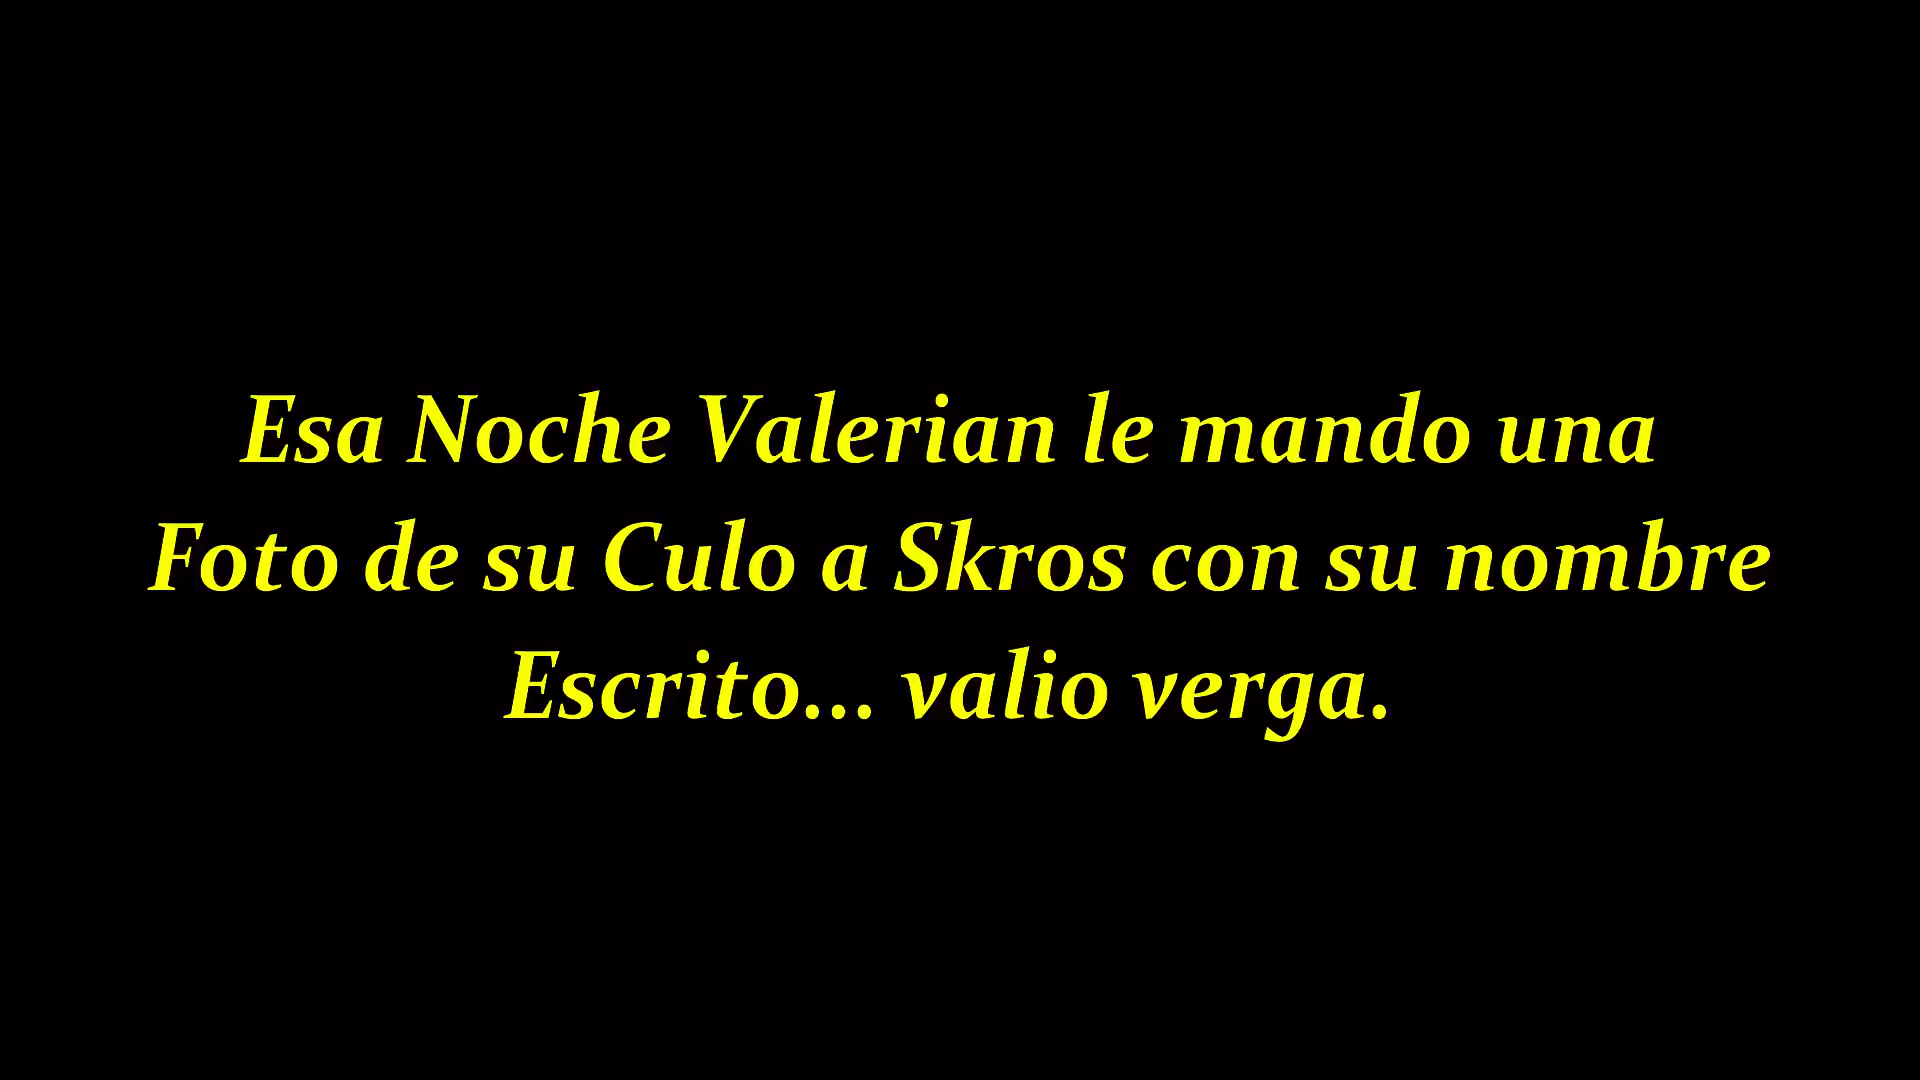 Esa Noche Valerian le mando una
Foto de su Culo a Skros con su nombre
Escrito... valio verga.